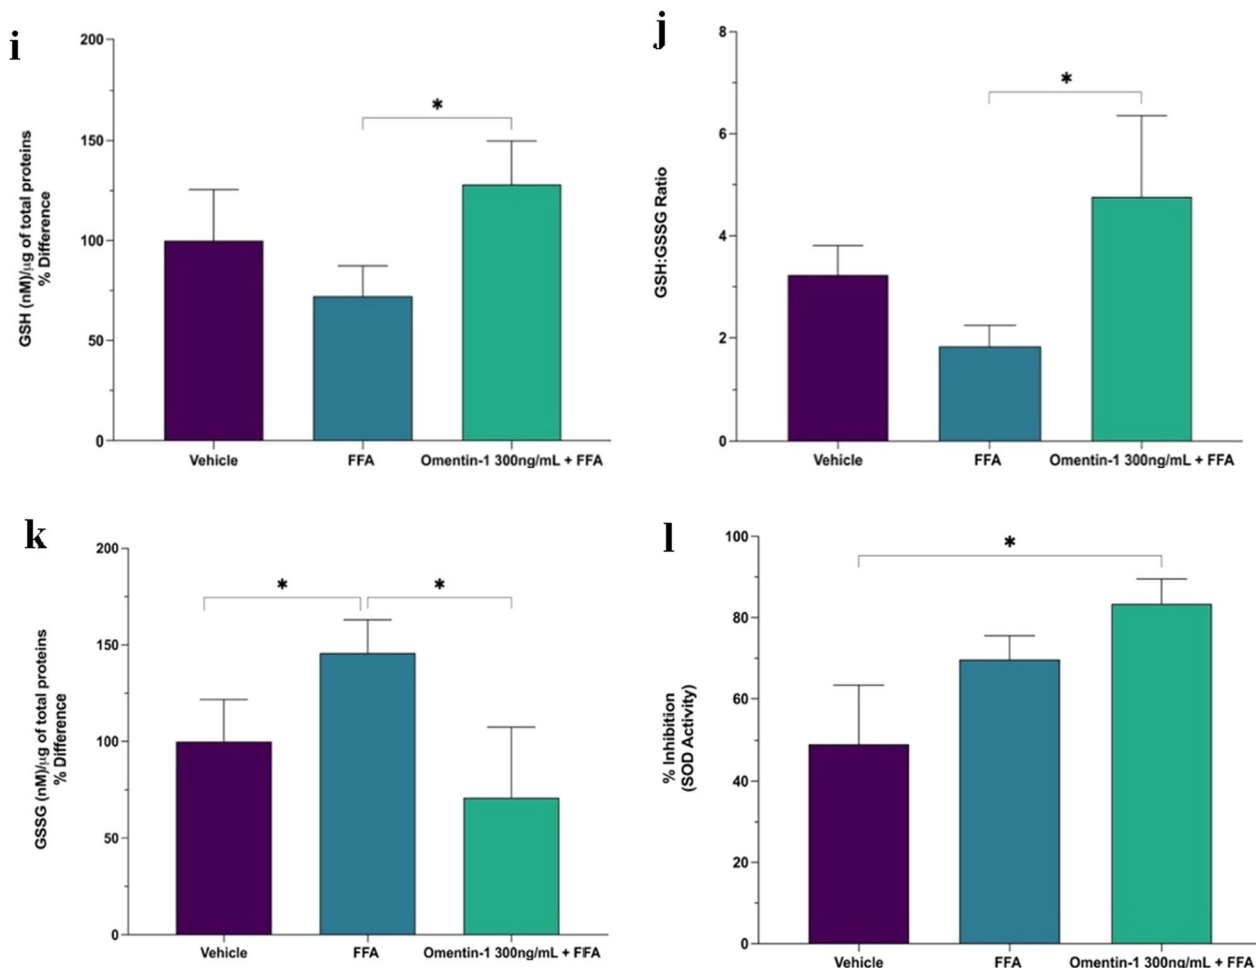 i
GSH (nM)/µg of total proteins
% Difference
200
150
100
50
0
*
Vehicle FFA Omentin-1 300ng/mL + FFA
j
GSH:GSSG Ratio
8
6
4
2
0
*
Vehicle FFA Omentin-1 300ng/mL + FFA
k
GSSG (nM)/µg of total proteins
% Difference
200
150
100
50
0
* *
Vehicle FFA Omentin-1 300ng/mL + FFA
l
% Inhibition
(SOD Activity)
100
80
60
40
20
0
*
Vehicle FFA Omentin-1 300ng/mL + FFA